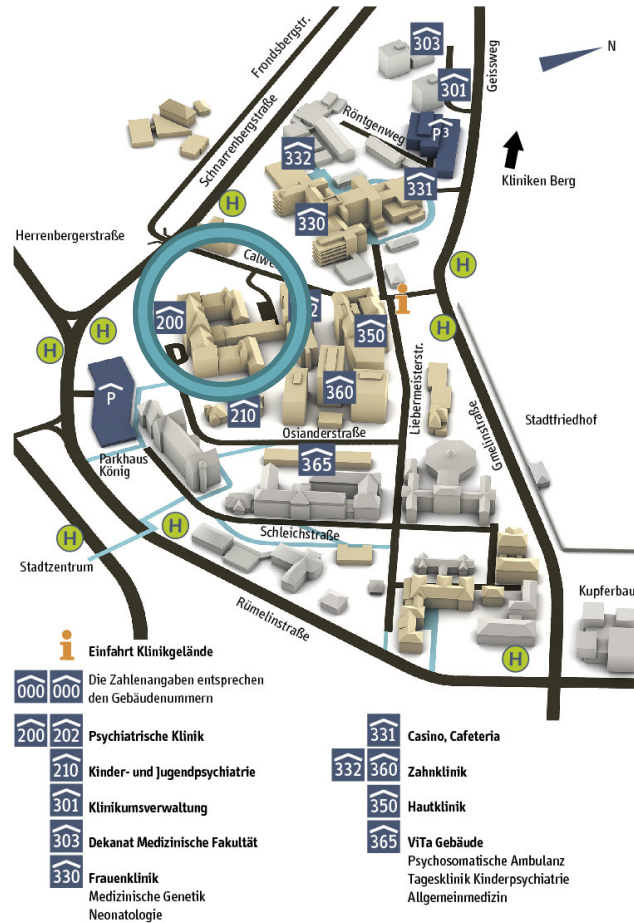 303
Frondsbergstr.
Geissweg
301
N
Schnarrenbergstraße
Röntgenweg
P3
332
331
Kliniken Berg
H
330
Herrenbergerstraße
H
H
i
200
350
H
H
H
P
360
Liebermeisterstr.
210
Gmelinstraße
Stadtfriedhof
Osianderstraße
Parkhaus
König
365
H
H
Schleichstraße
Stadtzentrum
Kupferbau
Rümelinstraße
H
i Einfahrt Klinikgelände
000 000 Die Zahlenangaben entsprechen
den Gebäudenummern
200 202 Psychiatrische Klinik
210 Kinder- und Jugendpsychiatrie
301 Klinikumsverwaltung
303 Dekanat Medizinische Fakultät
330 Frauenklinik
Medizinische Genetik
Neonatologie
331 Casino, Cafeteria
332 360 Zahnklinik
350 Hautklinik
365 ViTa Gebäude
Psychosomatische Ambulanz
Tagesklinik Kinderpsychiatrie
Allgemeinmedizin